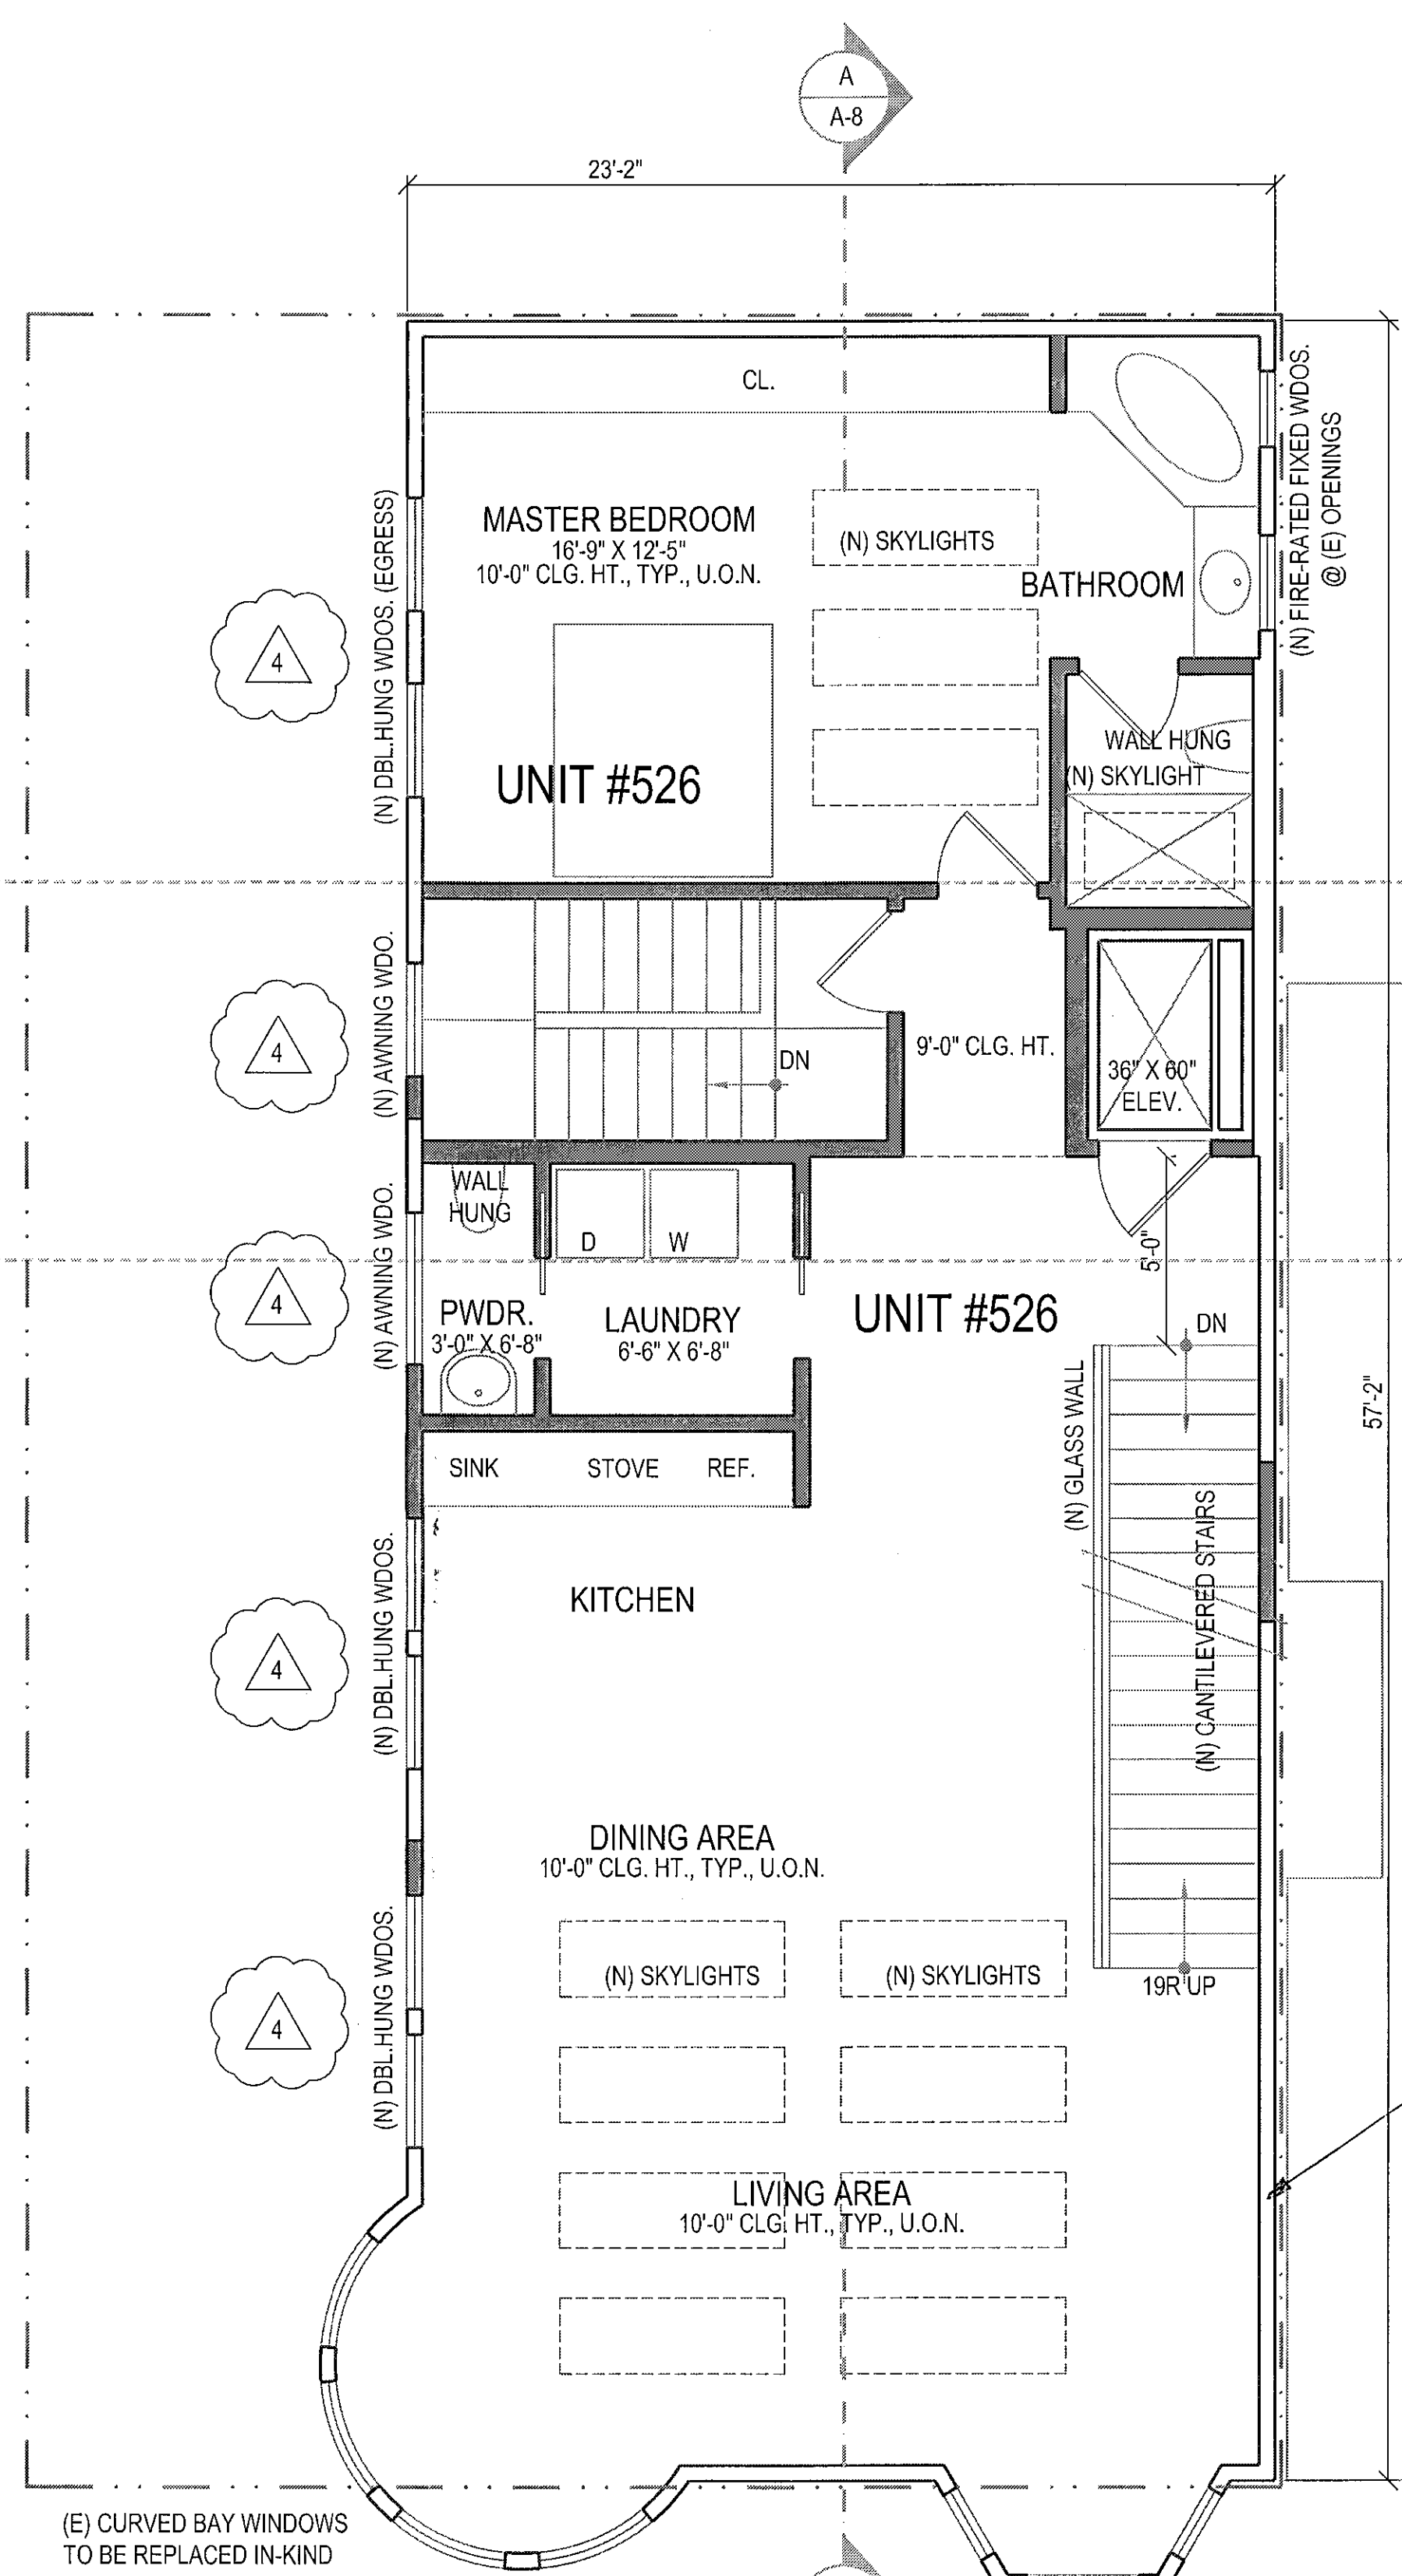 A
A-8
23'-2"
CL.
MASTER BEDROOM
16'-9" X 12'-5"
10'-0" CLG. HT., TYP., U.O.N.
(N) SKYLIGHTS
BATHROOM
(N) FIRE-RATED FIXED WDOS.
@ (E) OPENINGS
(N) DBL.HUNG WDOS. (EGRESS)
4
UNIT #526
WALL HUNG
(N) SKYLIGHT
(N) AWNING WDO.
4
DN
9'-0" CLG. HT.
36" X 60"
ELEV.
WALL
HUNG
D
W
5'-0"
(N) AWNING WDO.
4
PWDR.
3'-0" X 6'-8"
LAUNDRY
6'-6" X 6'-8"
UNIT #526
DN
57'-2"
(N) GLASS WALL
SINK
STOVE
REF.
(N) CANTILEVERED STAIRS
KITCHEN
(N) DBL.HUNG WDOS.
4
DINING AREA
10'-0" CLG. HT., TYP., U.O.N.
(N) SKYLIGHTS
(N) SKYLIGHTS
19R UP
(N) DBL.HUNG WDOS.
4
LIVING AREA
10'-0" CLG. HT., TYP., U.O.N.
(E) CURVED BAY WINDOWS
TO BE REPLACED IN-KIND